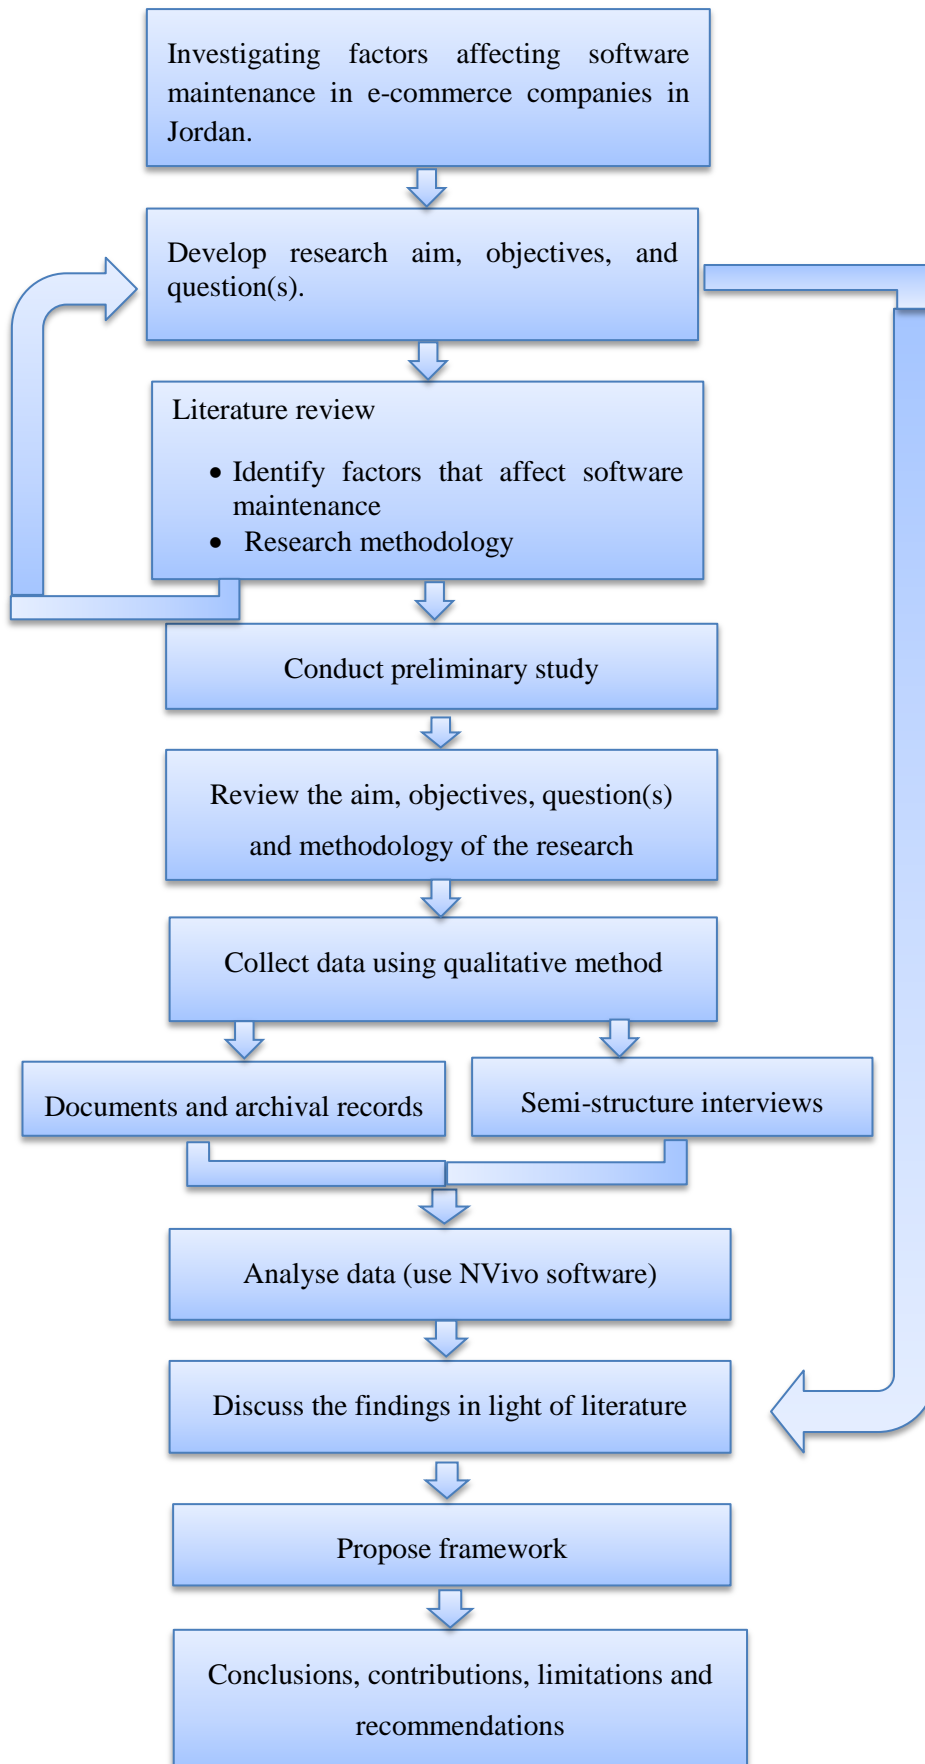 Investigating factors affecting software
maintenance in e-commerce companies in
Jordan.
Develop research aim, objectives, and
question(s).
Literature review
• Identify factors that affect software
maintenance
• Research methodology
Conduct preliminary study
Review the aim, objectives, question(s)
and methodology of the research
Collect data using qualitative method
Documents and archival records
Semi-structure interviews
Analyse data (use NVivo software)
Discuss the findings in light of literature
Propose framework
Conclusions, contributions, limitations and
recommendations